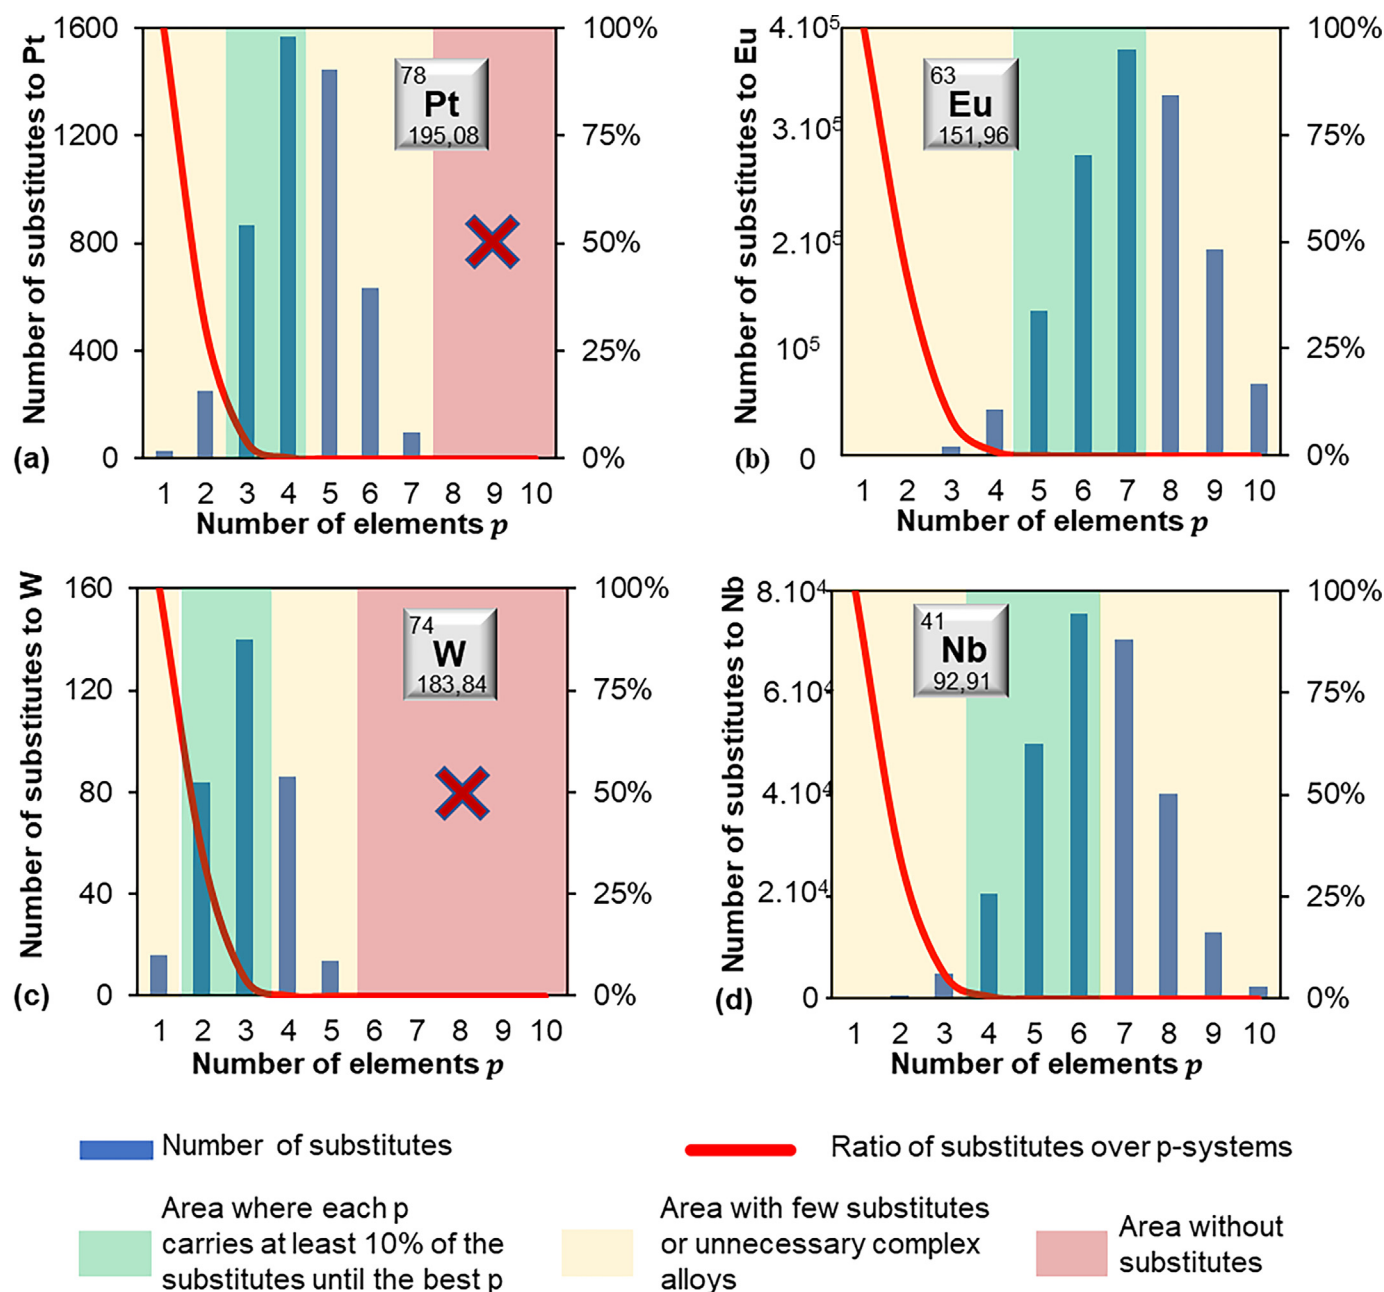 Number of substitutes to Pt
1600
1200
800
400
0
100%
75%
50%
25%
0%
78
Pt
195,08
(a)
1 2 3 4 5 6 7 8 9 10
Number of elements p
Number of substitutes to Eu
4.10⁵
3.10⁵
2.10⁵
10⁵
0
100%
75%
50%
25%
0%
63
Eu
151,96
(b)
1 2 3 4 5 6 7 8 9 10
Number of elements p
Number of substitutes to W
160
120
80
40
0
100%
75%
50%
25%
0%
74
W
183,84
(c)
1 2 3 4 5 6 7 8 9 10
Number of elements p
Number of substitutes to Nb
8.10⁴
6.10⁴
4.10⁴
2.10⁴
0
100%
75%
50%
25%
0%
41
Nb
92,91
(d)
1 2 3 4 5 6 7 8 9 10
Number of elements p
Number of substitutes
Ratio of substitutes over p-systems
Area where each p
carries at least 10% of the
substitutes until the best p
Area with few substitutes
or unnecessary complex
alloys
Area without
substitutes